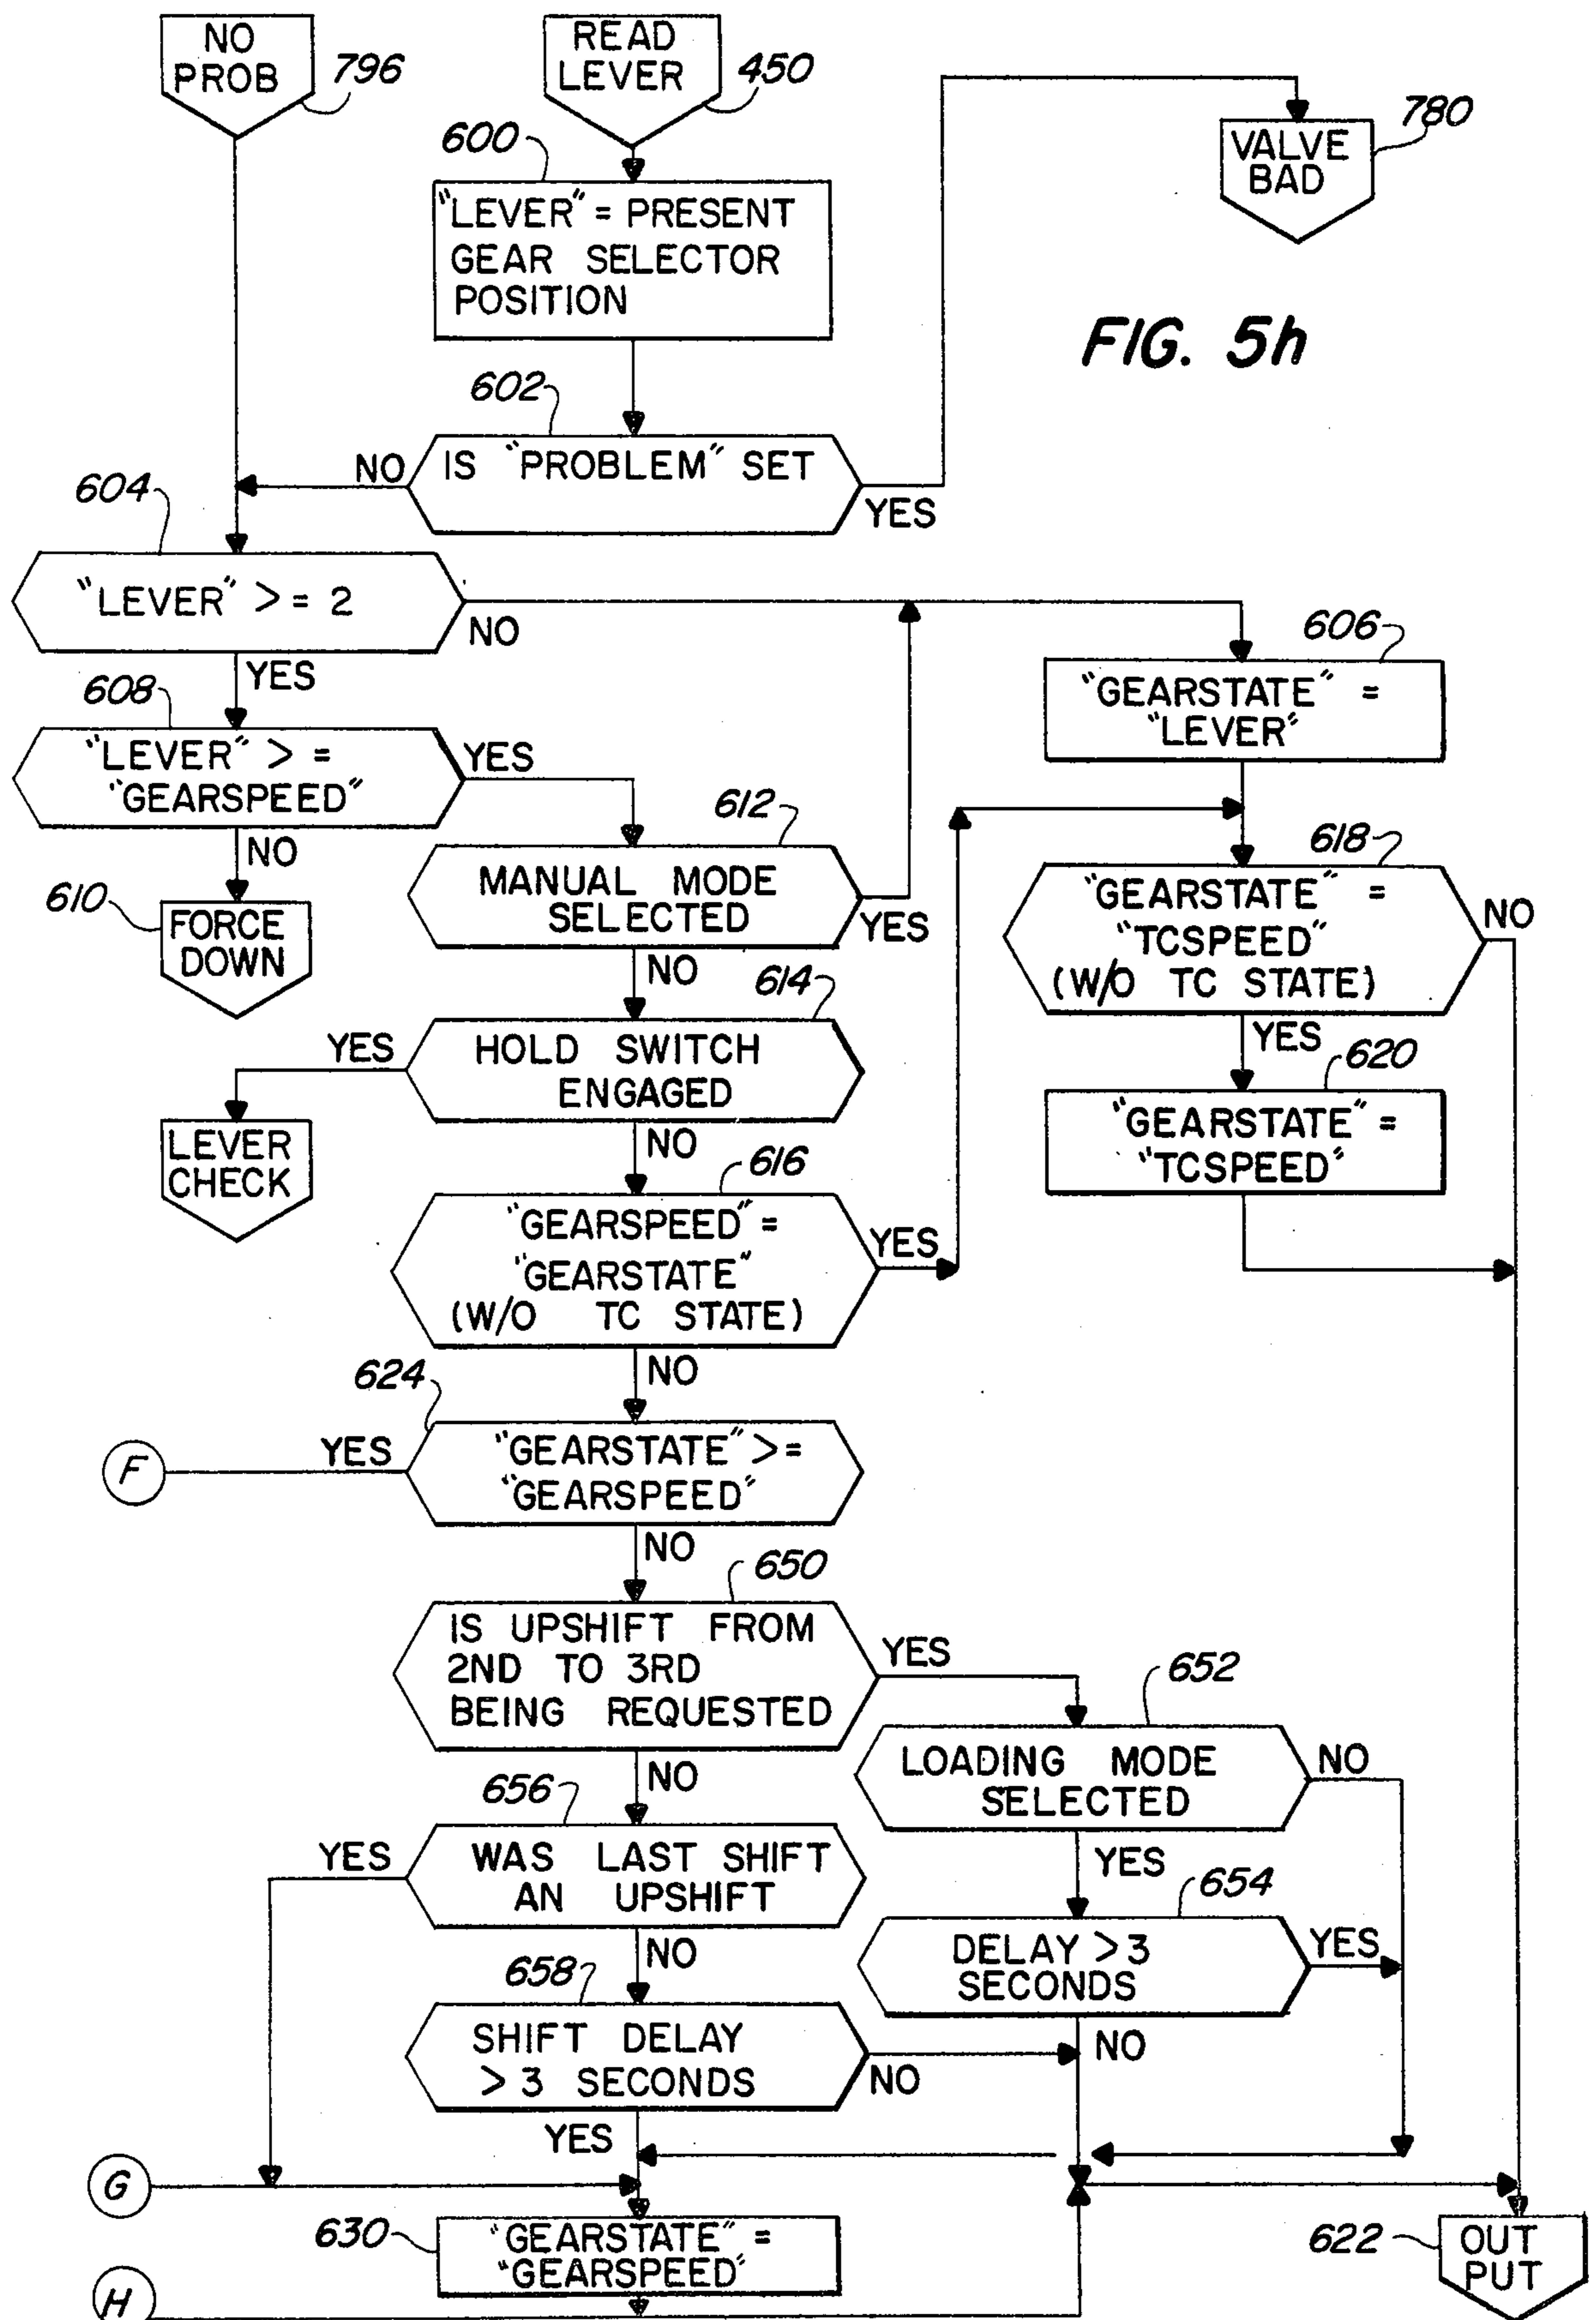 NO
PROB
796
READ
LEVER
450
600
"LEVER" = PRESENT
GEAR SELECTOR
POSITION
780
VALVE
BAD
FIG. 5h
602
IS "PROBLEM" SET
NO
YES
604
"LEVER" >= 2
NO
YES
606
"GEARSTATE" =
"LEVER"
608
"LEVER" > =
"GEARSPEED"
YES
NO
610
FORCE
DOWN
612
MANUAL MODE
SELECTED
YES
NO
618
"GEARSTATE" =
"TCSPEED"
(W/O TC STATE)
NO
YES
614
HOLD SWITCH
ENGAGED
YES
NO
LEVER
CHECK
620
"GEARSTATE" =
"TCSPEED"
616
"GEARSPEED" =
"GEARSTATE"
(W/O TC STATE)
YES
NO
624
"GEARSTATE" >=
"GEARSPEED"
YES
F
NO
650
IS UPSHIFT FROM
2ND TO 3RD
BEING REQUESTED
YES
NO
652
LOADING MODE
SELECTED
NO
YES
656
WAS LAST SHIFT
AN UPSHIFT
YES
NO
654
DELAY > 3
SECONDS
YES
NO
658
SHIFT DELAY
> 3 SECONDS
NO
YES
G
630
"GEARSTATE" =
"GEARSPEED"
H
622
OUT
PUT